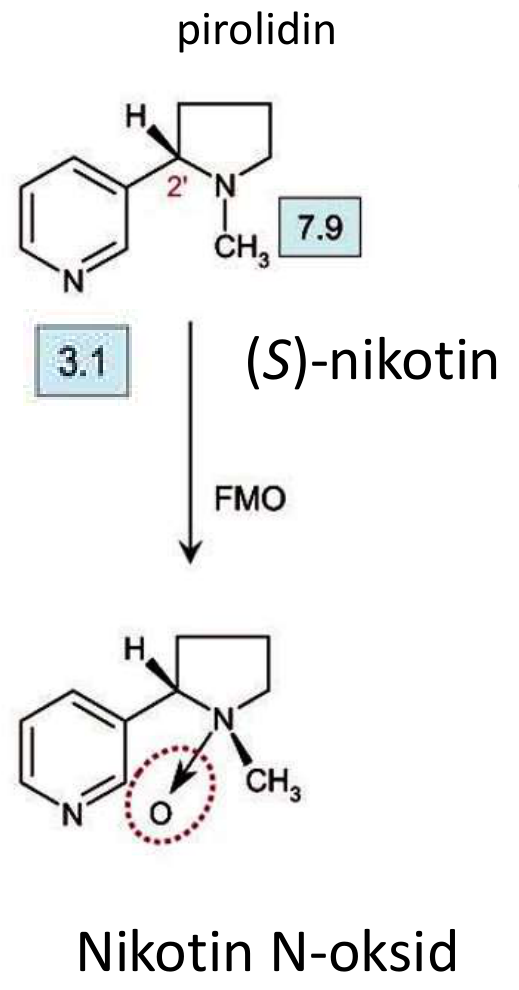 pirolidin
H
2'
N
CH3
7.9
N
3.1
(S)-nikotin
FMO
H
N
CH3
O
N
Nikotin N-oksid